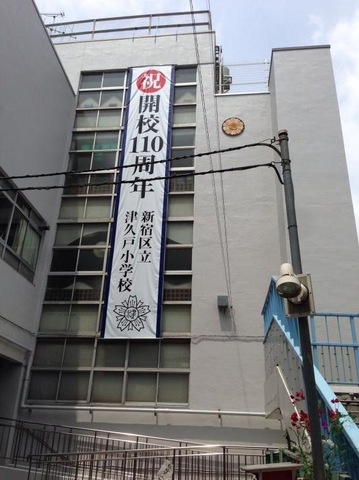 祝
開校110周年
新宿区立
津久戸小学校